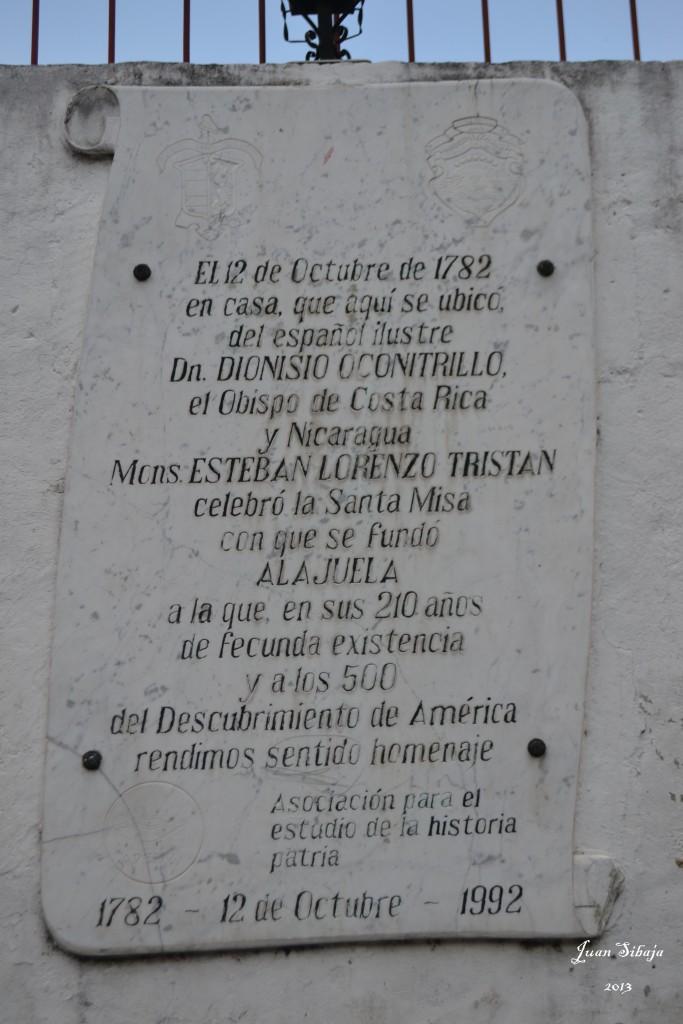 EL 12 de Octubre de 1782
en casa, que aquí se ubicó,
del español ilustre
Dn. DIONISIO OCONITRILLO,
el Obispo de Costa Rica
y Nicaragua
Mons. ESTEBAN LORENZO TRISTAN
celebró la Santa Misa
con que se fundó
ALAJUELA
a la que, en sus 210 años
de fecunda existencia
y a los 500
del Descubrimiento de América
rendimos sentido homenaje
Asociación para el
estudio de la historia
patria
1782 - 12 de Octubre - 1992
Juan Sibaja
2013